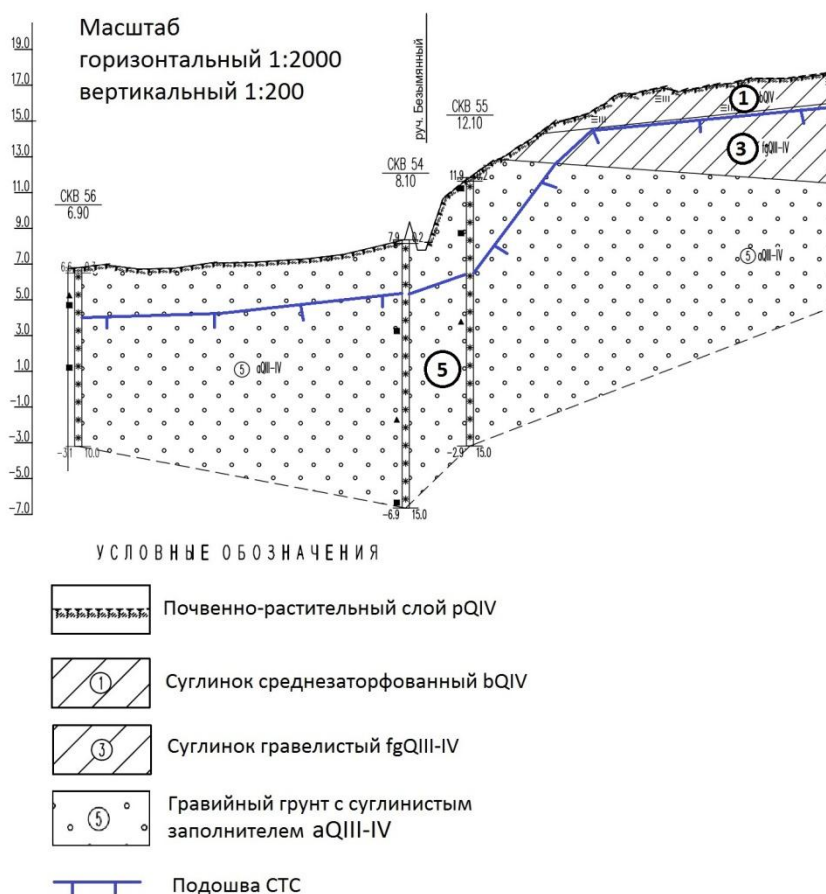 Масштаб
горизонтальный 1:2000
вертикальный 1:200
19.0
17.0
15.0
13.0
11.0
9.0
7.0
5.0
3.0
1.0
-1.0
-3.0
-5.0
-7.0
руч. Безымянный
СКВ 56
6.90
СКВ 54
8.10
СКВ 55
12.10
6.6
7.9 0.2
11.9 0.2
1 bQIV
3 fgQIII-IV
5 aQIII-IV
5 aQIII-IV
5
-3.1 10.0
-6.9 15.0
-2.9 15.0
УСЛОВНЫЕ ОБОЗНАЧЕНИЯ
Почвенно-растительный слой pQIV
1 Суглинок среднезаторфованный bQIV
3 Суглинок гравелистый fgQIII-IV
5 Гравийный грунт с суглинистым
заполнителем aQIII-IV
Подошва СТС